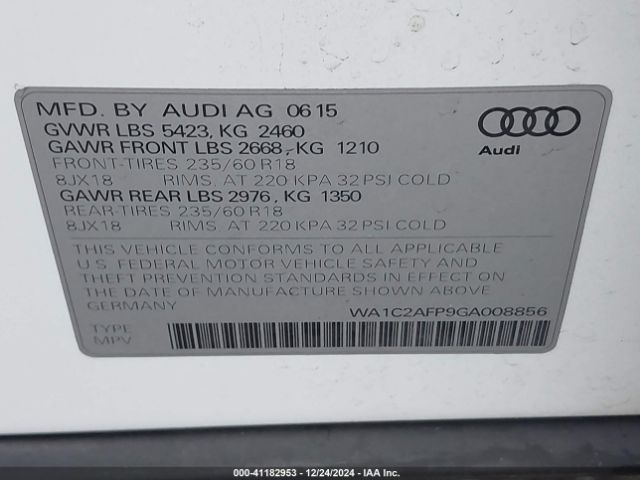 MFD. BY AUDI AG 06 15
GVWR LBS 5423, KG 2460
GAWR FRONT LBS 2668, KG 1210
FRONT-TIRES 235/60 R18
8JX18 RIMS, AT 220 KPA 32 PSI COLD
GAWR REAR LBS 2976, KG 1350
REAR-TIRES 235/60 R18
8JX18 RIMS, AT 220 KPA 32 PSI COLD
Audi
THIS VEHICLE CONFORMS TO ALL APPLICABLE
U.S. FEDERAL MOTOR VEHICLE SAFETY AND
THEFT PREVENTION STANDARDS IN EFFECT ON
THE DATE OF MANUFACTURE SHOWN ABOVE
GERMANY
WA1C2AFP9GA008856
TYPE
MPV
000-41182953 - 12/24/2024 - IAA Inc.